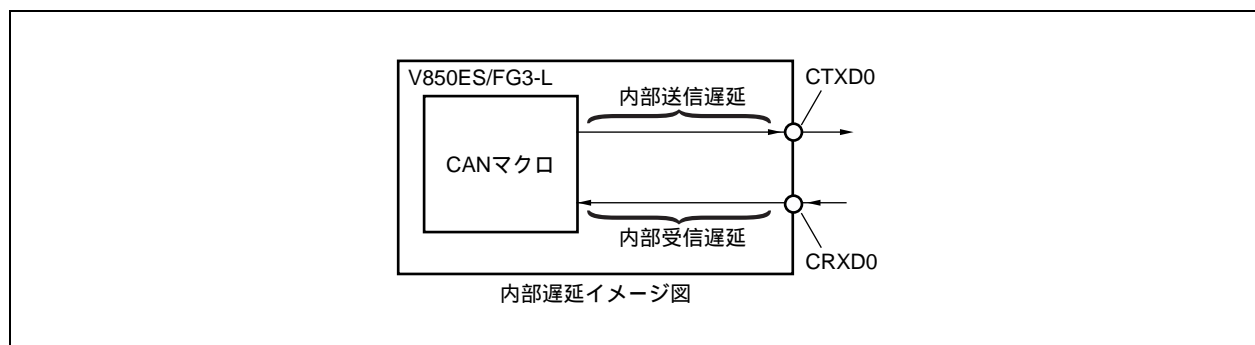 V850ES/FG3-L
CTXD0
内部送信遅延
CANマクロ
内部受信遅延
CRXD0
内部遅延イメージ図